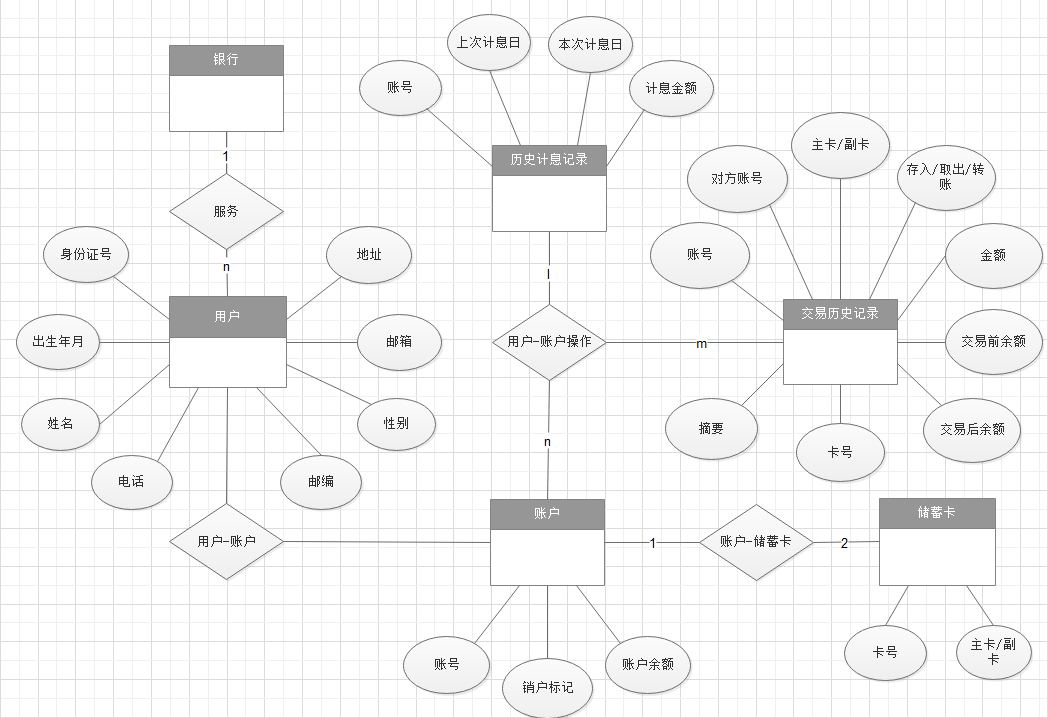 上次计息日
本次计息日
银行
账号
计息金额
历史计息记录
1
服务
n
主卡/副卡
对方账号
存入/取出/转
账
身份证号
地址
账号
金额
l
用户
交易历史记录
出生年月
邮箱
用户-账户操作
m
交易前余额
姓名
性别
摘要
交易后余额
n
卡号
电话
邮编
账户
储蓄卡
用户-账户
1
账户-储蓄卡
2
账号
销户标记
账户余额
卡号
主卡/副
卡